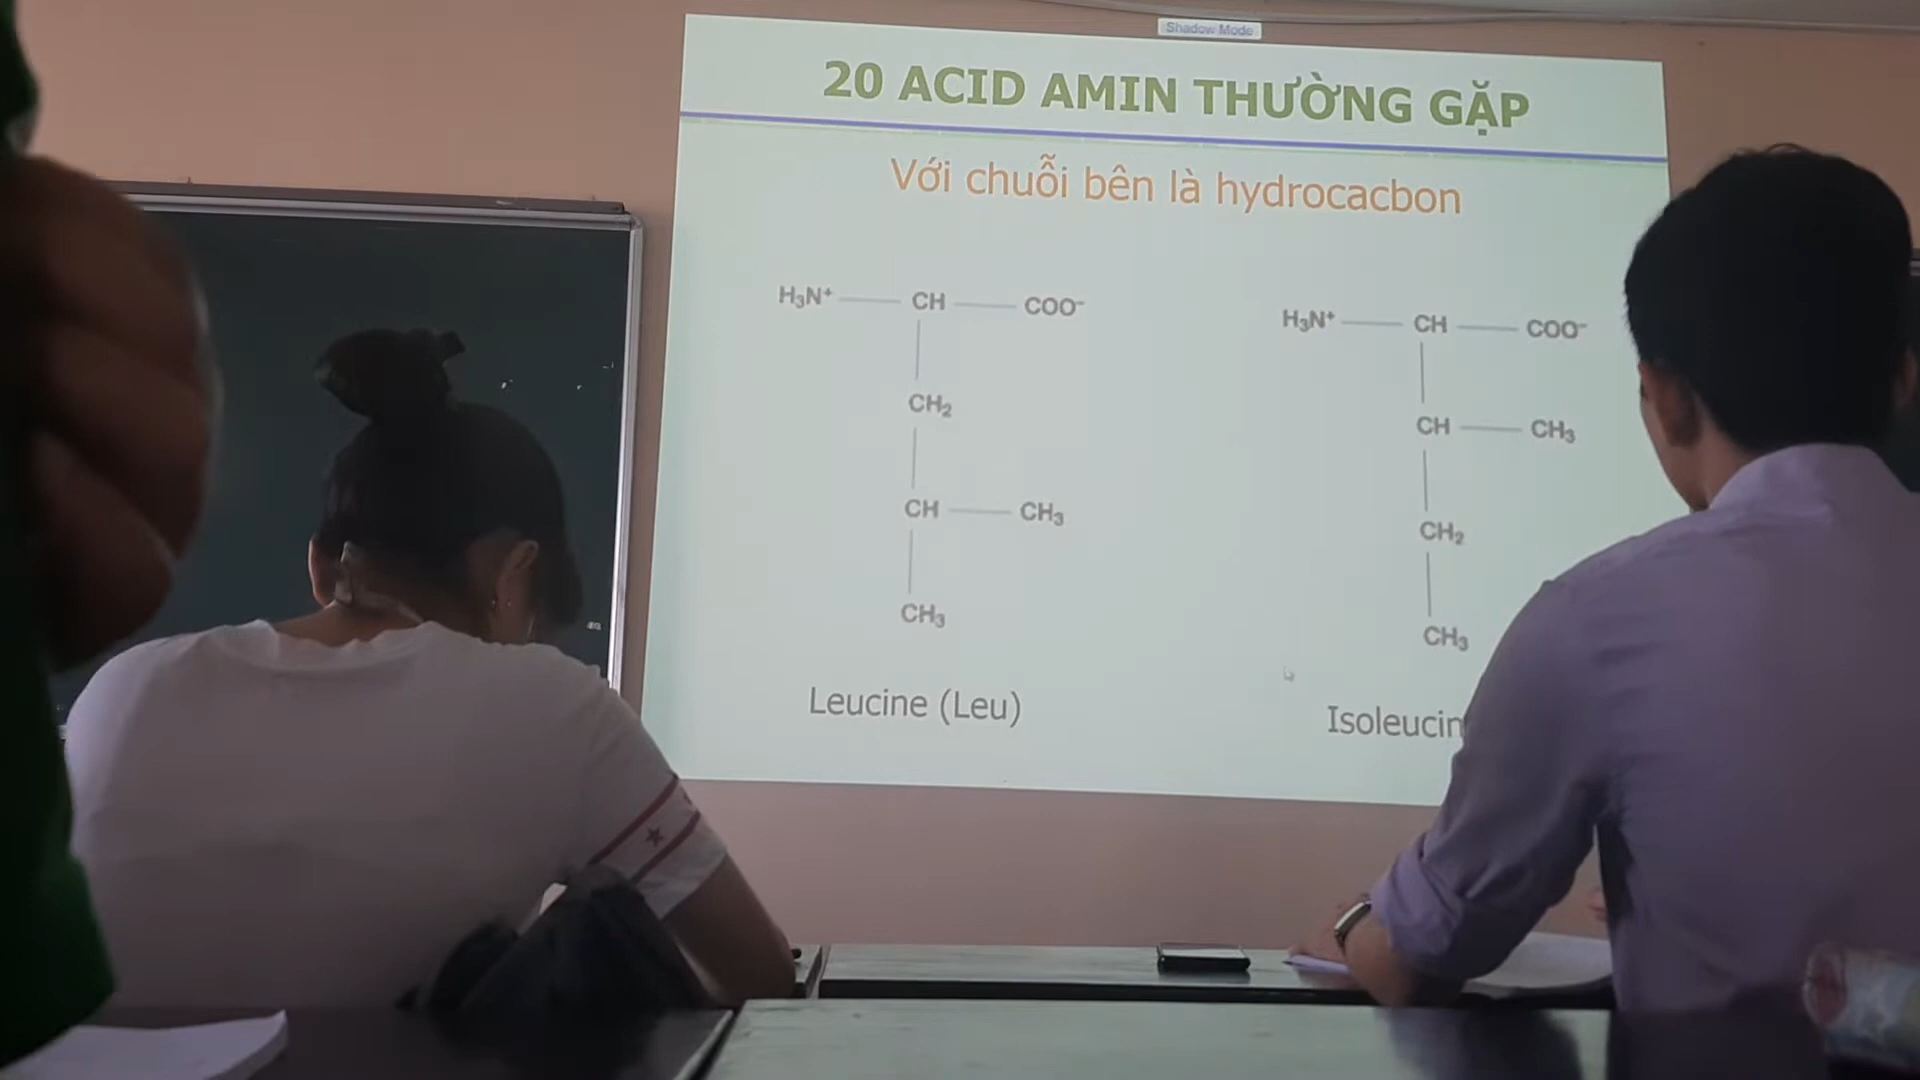 Shadow Mode
20 ACID AMIN THƯỜNG GẶP
Với chuỗi bên là hydrocacbon
H₃N⁺ CH COO⁻
CH₂
CH CH₃
CH₃
Leucine (Leu)
H₃N⁺ CH COO⁻
CH CH₃
CH₂
CH₃
Isoleucin